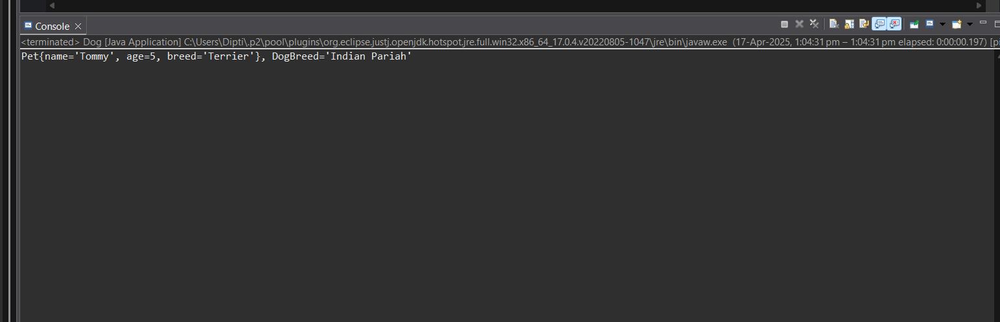 Console
<terminated> Dog [Java Application] C:\Users\Dipti\.p2\pool\plugins\org.eclipse.justj.openjdk.hotspot.jre.full.win32.x86_64_17.0.4.v20220805-1047\jre\bin\javaw.exe (17-Apr-2025, 1:04:31 pm – 1:04:31 pm elapsed: 0:00:00.197) [pi
Pet{name='Tommy', age=5, breed='Terrier'}, DogBreed='Indian Pariah'